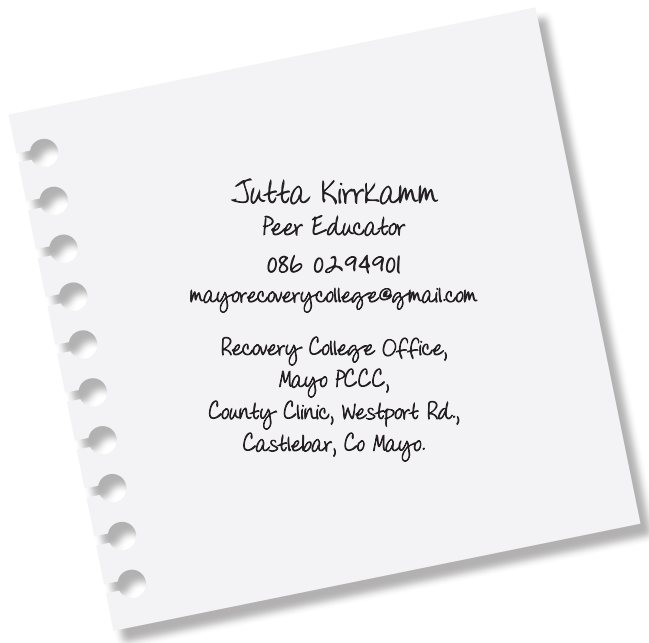 Jutta Kirrkamm
Peer Educator
086 0294901
mayorecoverycollege@gmail.com
Recovery College Office,
Mayo PCCC,
County Clinic, Westport Rd.,
Castlebar, Co Mayo.